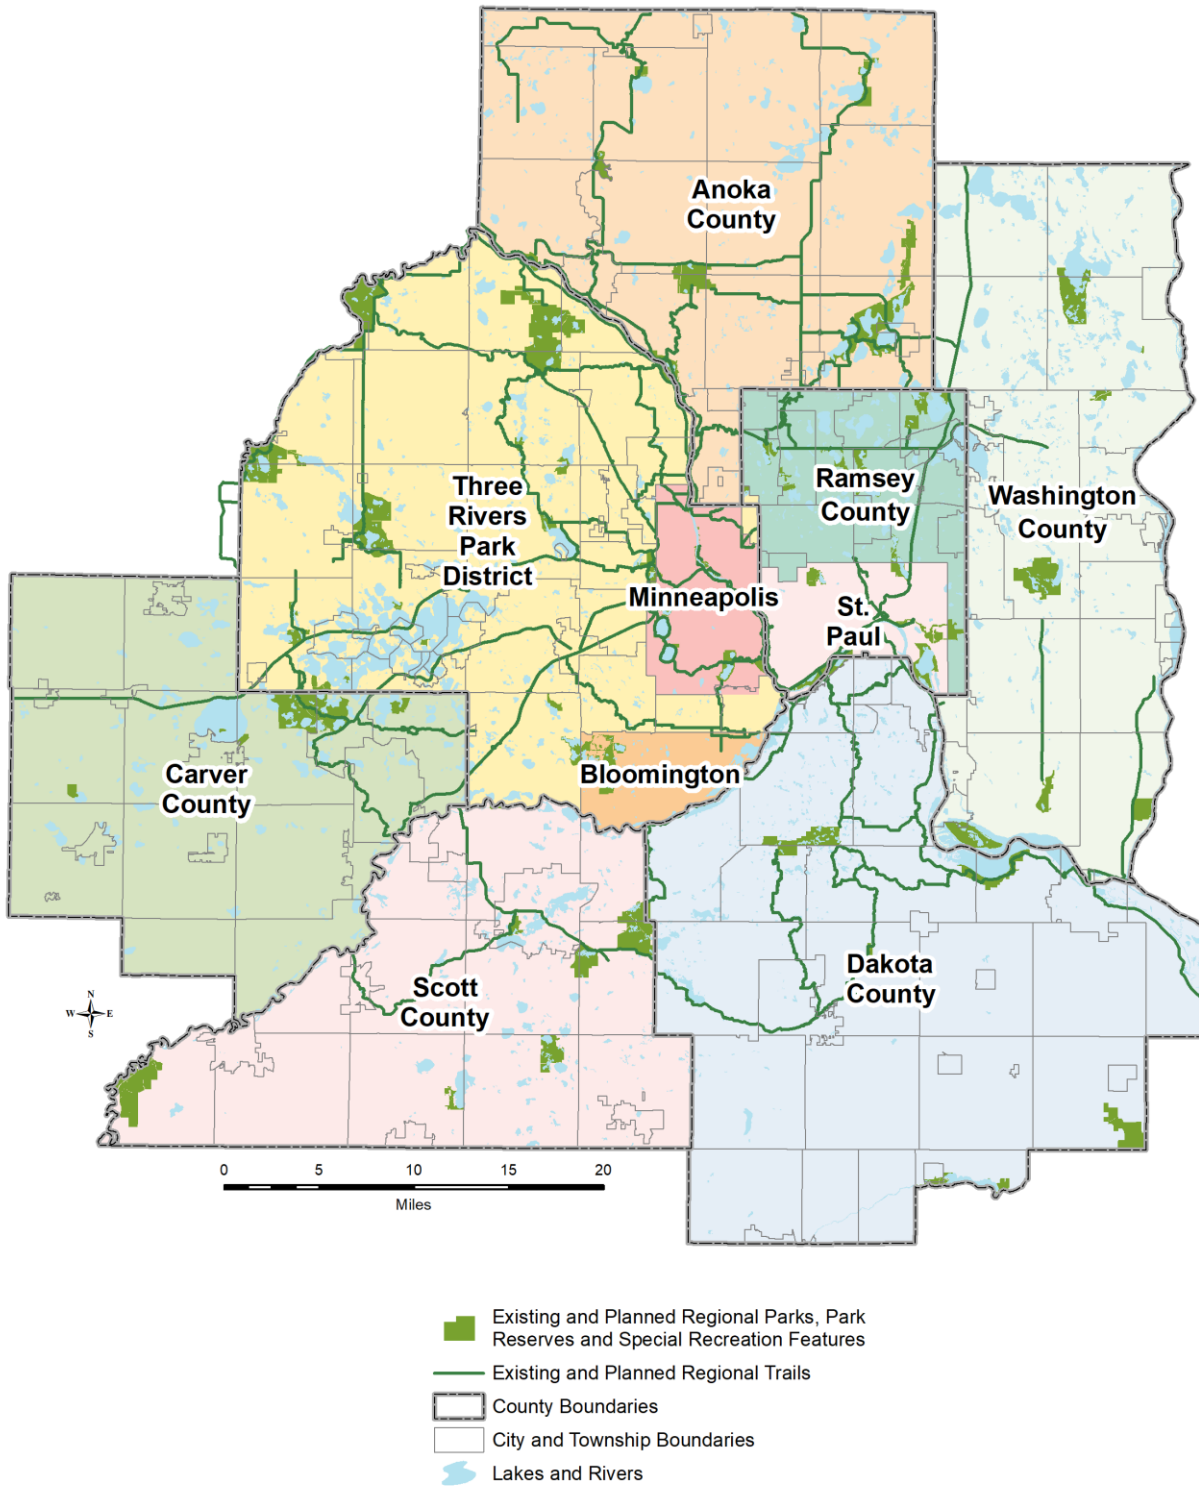 Anoka
County
Three
Rivers
Park
District
Ramsey
County
Washington
County
Minneapolis
St.
Paul
Carver
County
Bloomington
Scott
County
Dakota
County
N
W E
S
0 5 10 15 20
Miles
Existing and Planned Regional Parks, Park
Reserves and Special Recreation Features
Existing and Planned Regional Trails
County Boundaries
City and Township Boundaries
Lakes and Rivers